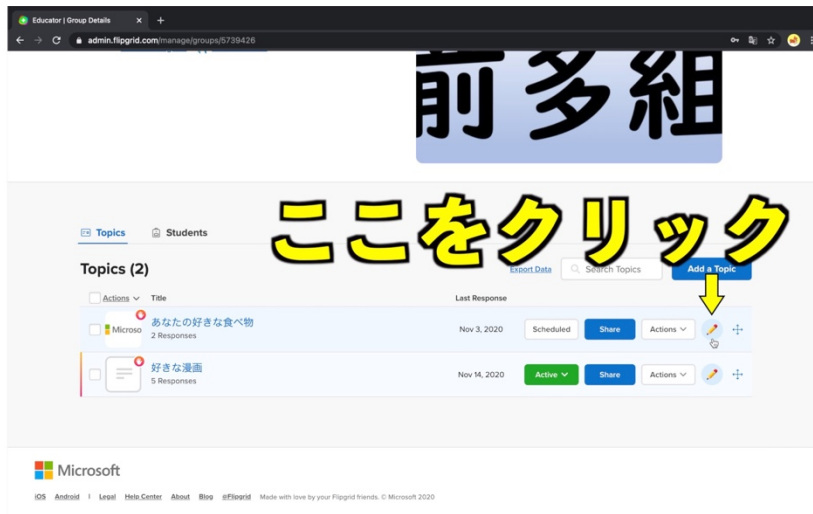 Educator | Group Details
admin.flipgrid.com/manage/groups/5739426
前多組
ここをクリック
Topics
Students
Topics (2)
Export Data
Search Topics
Add a Topic
Actions
Title
Last Response
Microso
あなたの好きな食べ物
2 Responses
Nov 3, 2020
Scheduled
Share
Actions
好きな漫画
5 Responses
Nov 14, 2020
Active
Share
Actions
Microsoft
iOS Android | Legal Help Center About Blog @Flipgrid Made with love by your Flipgrid friends. © Microsoft 2020